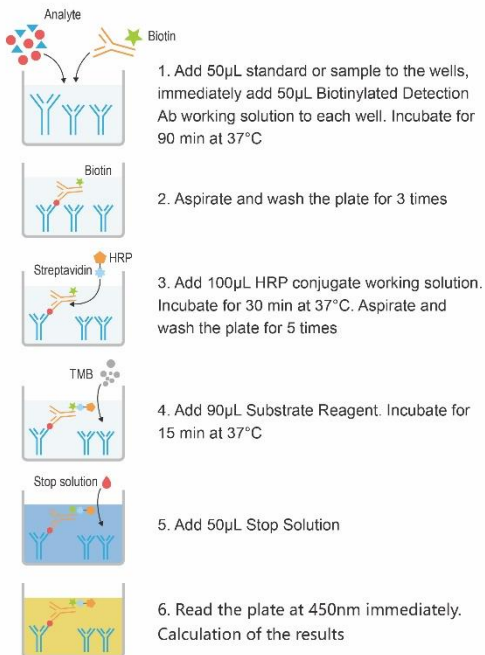 Analyte
Biotin
1. Add 50μL standard or sample to the wells,
immediately add 50μL Biotinylated Detection
Ab working solution to each well. Incubate for
90 min at 37°C
Biotin
2. Aspirate and wash the plate for 3 times
HRP
Streptavidin
3. Add 100μL HRP conjugate working solution.
Incubate for 30 min at 37°C. Aspirate and
wash the plate for 5 times
TMB
4. Add 90μL Substrate Reagent. Incubate for
15 min at 37°C
Stop solution
5. Add 50μL Stop Solution
6. Read the plate at 450nm immediately.
Calculation of the results